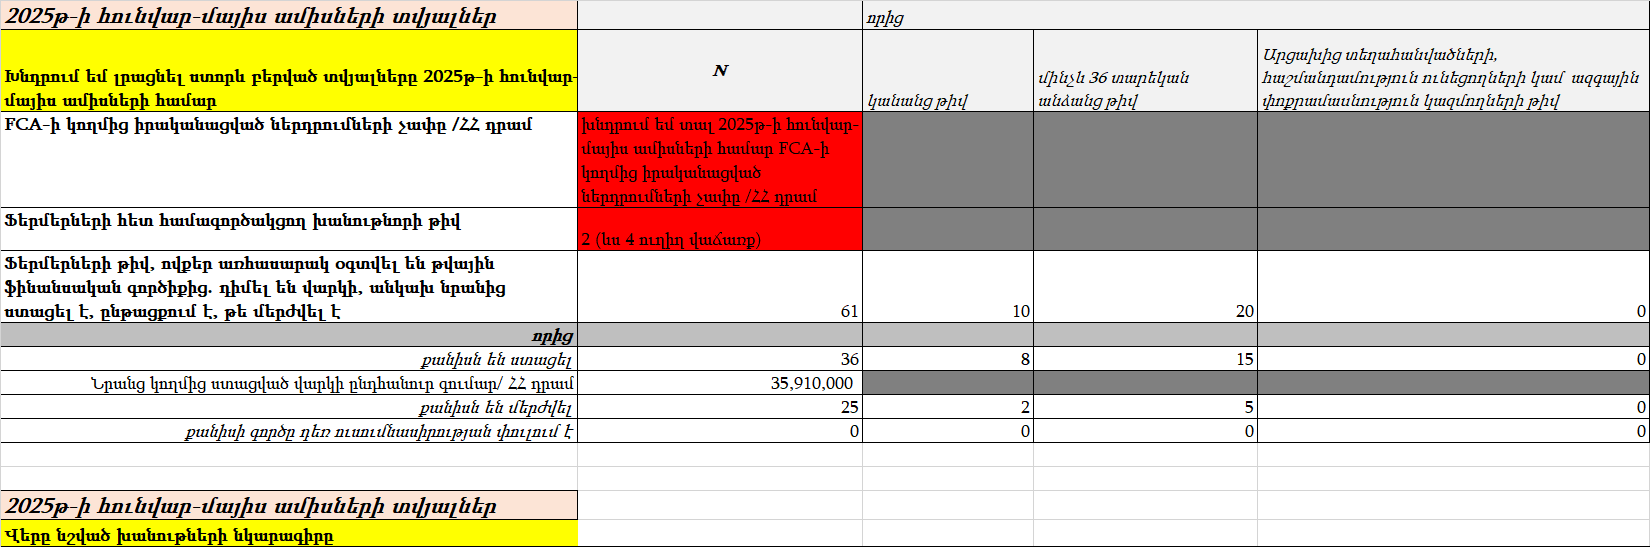 2025թ-ի հունվար-մայիս ամիսների տվյալներ
որից
Խնդրում եմ լրացնել ստորև բերված տվյալները 2025թ-ի հունվար-
մայիս ամիսների համար
N
կանանց թիվ
մինչև 36 տարեկան
անձանց թիվ
Արցախից տեղահանվածների,
հաշմանդամություն ունեցողների կամ ազգային
փոքրամասնություն կազմողների թիվ
FCA-ի կողմից իրականացված ներդրումների չափը /ՀՀ դրամ
խնդրում եմ տալ 2025թ-ի հունվար-
մայիս ամիսների համար FCA-ի
կողմից իրականացված
ներդրումների չափը /ՀՀ դրամ
Ֆերմերների հետ համագործակցող խանութնորի թիվ
2 (ևս 4 ուղիղ վաճառք)
Ֆերմերների թիվ, ովքեր առհասարակ օգտվել են թվային
ֆինանսական գործիքից. դիմել են վարկի, անկախ նրանից
ստացել է, ընթացքում է, թե մերժվել է
61 10 20 0
որից
քանիսն են ստացել 36 8 15 0
Նրանց կողմից ստացված վարկի ընդհանուր գումար/ ՀՀ դրամ 35,910,000
քանիսն են մերժվել 25 2 5 0
քանիսի գործը դեռ ուսումնասիրության փուլում է 0 0 0 0
2025թ-ի հունվար-մայիս ամիսների տվյալներ
Վերը նշված խանութների նկարագիրը